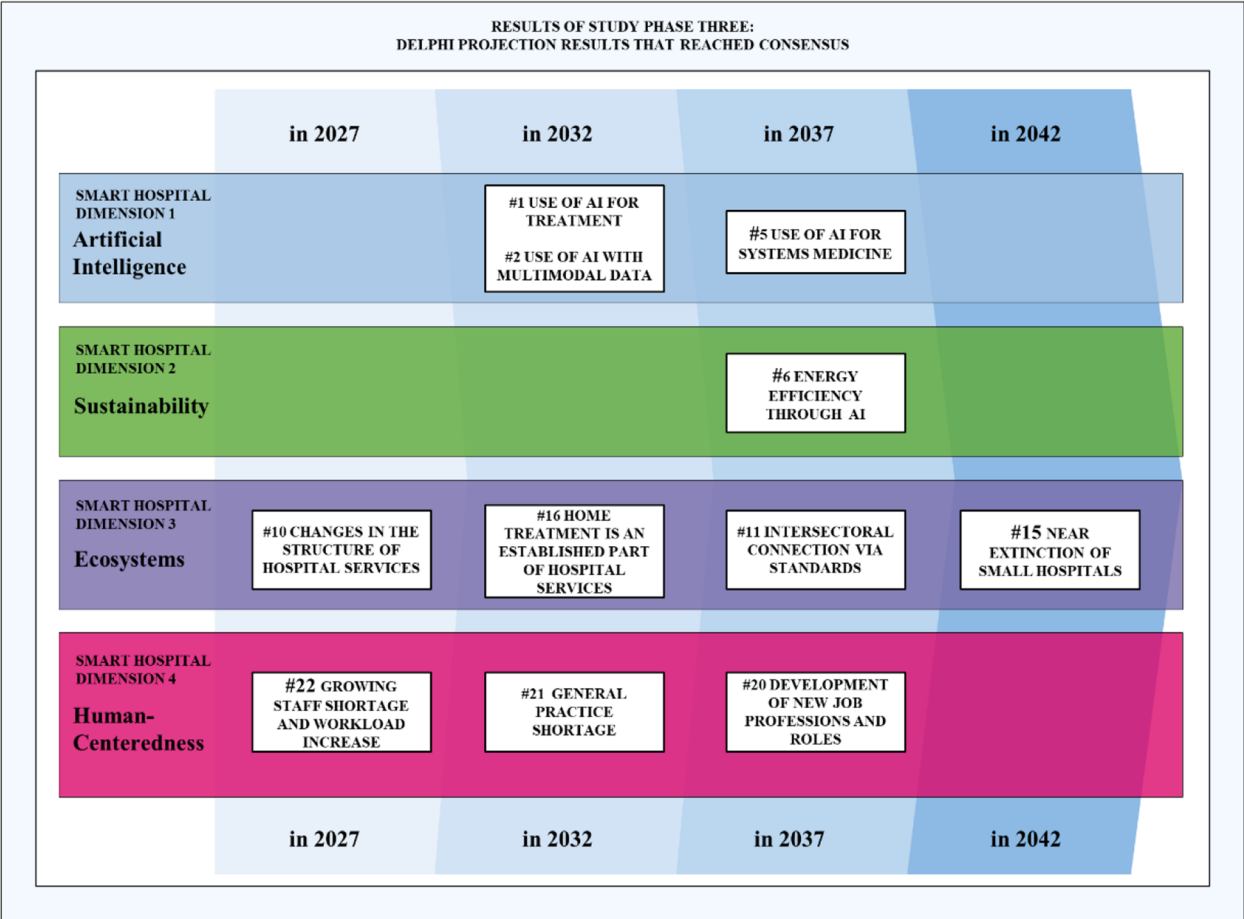 RESULTS OF STUDY PHASE THREE:
DELPHI PROJECTION RESULTS THAT REACHED CONSENSUS
in 2027
in 2032
in 2037
in 2042
SMART HOSPITAL
DIMENSION 1
Artificial
Intelligence
#1 USE OF AI FOR
TREATMENT
#2 USE OF AI WITH
MULTIMODAL DATA
#5 USE OF AI FOR
SYSTEMS MEDICINE
SMART HOSPITAL
DIMENSION 2
Sustainability
#6 ENERGY
EFFICIENCY
THROUGH AI
SMART HOSPITAL
DIMENSION 3
Ecosystems
#10 CHANGES IN THE
STRUCTURE OF
HOSPITAL SERVICES
#16 HOME
TREATMENT IS AN
ESTABLISHED PART
OF HOSPITAL
SERVICES
#11 INTERSECTORAL
CONNECTION VIA
STANDARDS
#15 NEAR
EXTINCTION OF
SMALL HOSPITALS
SMART HOSPITAL
DIMENSION 4
Human-
Centeredness
#22 GROWING
STAFF SHORTAGE
AND WORKLOAD
INCREASE
#21 GENERAL
PRACTICE
SHORTAGE
#20 DEVELOPMENT
OF NEW JOB
PROFESSIONS AND
ROLES
in 2027
in 2032
in 2037
in 2042